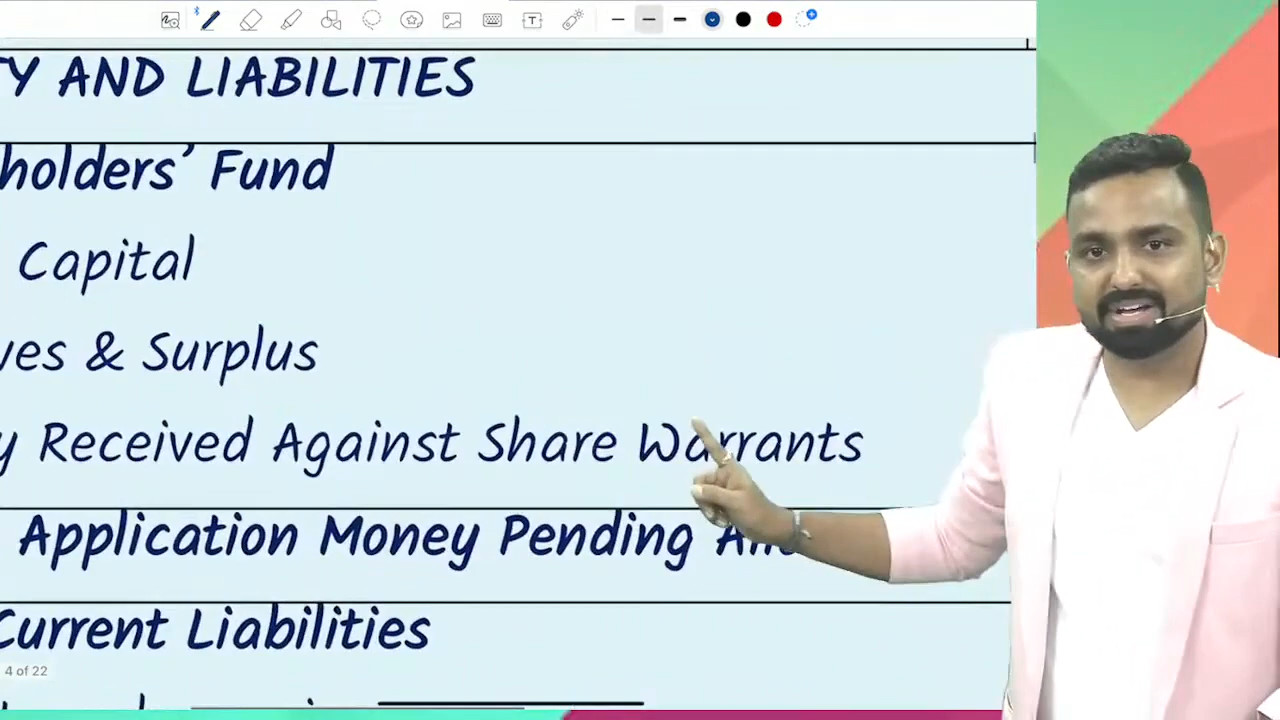 TY AND LIABILITIES
holders' Fund
Capital
ves & Surplus
y Received Against Share Warrants
Application Money Pending
Current Liabilities
4 of 22